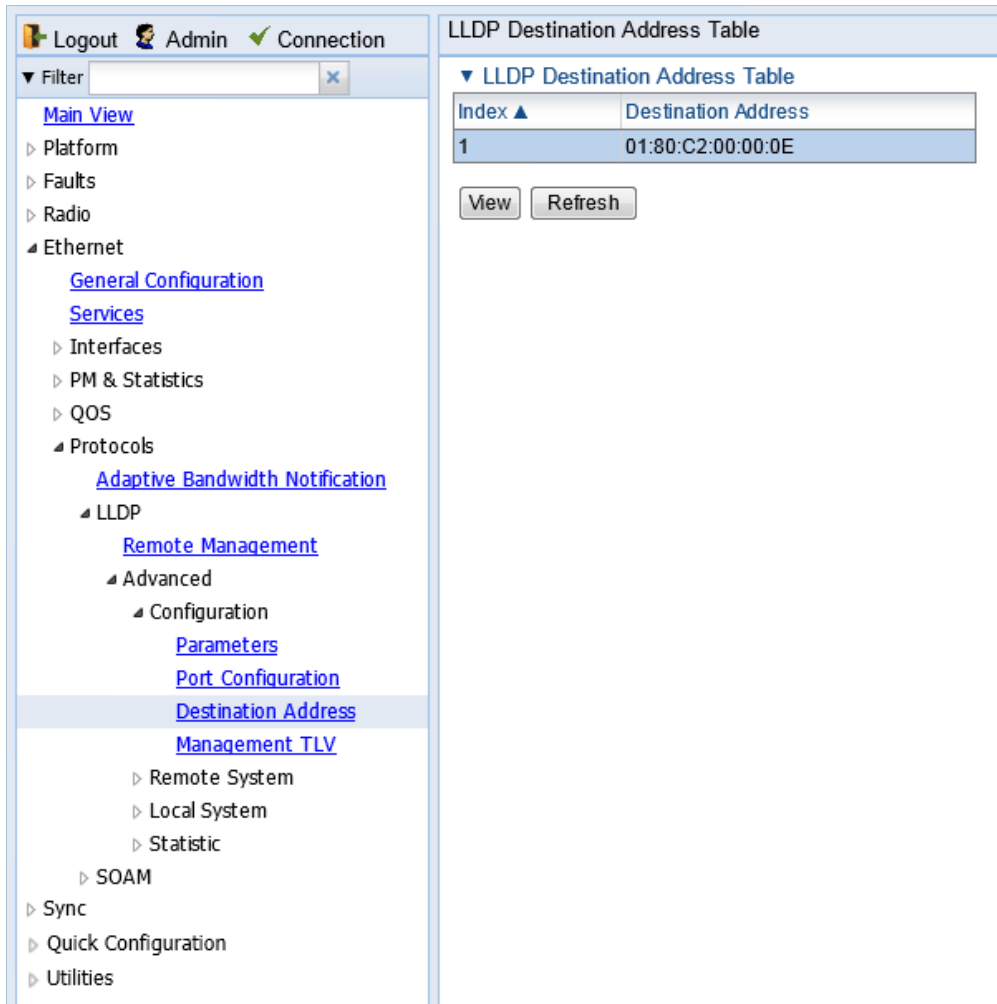 Logout Admin Connection
Filter
Main View
Platform
Faults
Radio
Ethernet
General Configuration
Services
Interfaces
PM & Statistics
QOS
Protocols
Adaptive Bandwidth Notification
LLDP
Remote Management
Advanced
Configuration
Parameters
Port Configuration
Destination Address
Management TLV
Remote System
Local System
Statistic
SOAM
Sync
Quick Configuration
Utilities
LLDP Destination Address Table
LLDP Destination Address Table
Index ▲ Destination Address
1 01:80:C2:00:00:0E
View Refresh